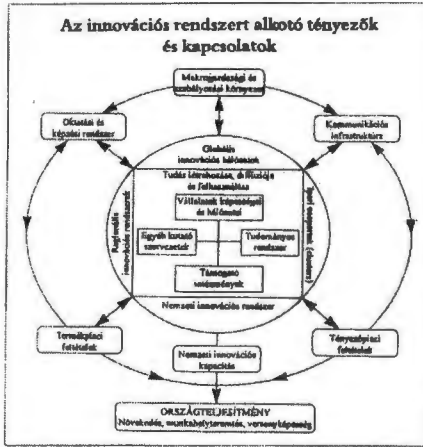 Az innovációs rendszert alkotó tényezők
és kapcsolatok
Makrogazdasági és
szabályozási környezet
Oktatási és
képzési rendszer
Kommunikációs
infrastruktúra
Globális
innovációs hálózatok
Tudás létrehozása, diffúziója
és felhasználása
Vállalatok képességei
és hálózatai
Regionális
innovációs rendszerek
Egyéb kutató
szervezetek
Tudományos
rendszer
Támogató
intézmények
Nemzeti innovációs rendszer
Termékpiaci
feltételek
Nemzeti innovációs
kapacitás
Tényezőpiaci
feltételek
ORSZÁGTELJESÍTMÉNY
Növekedés, munkahelyteremtés, versenyképesség